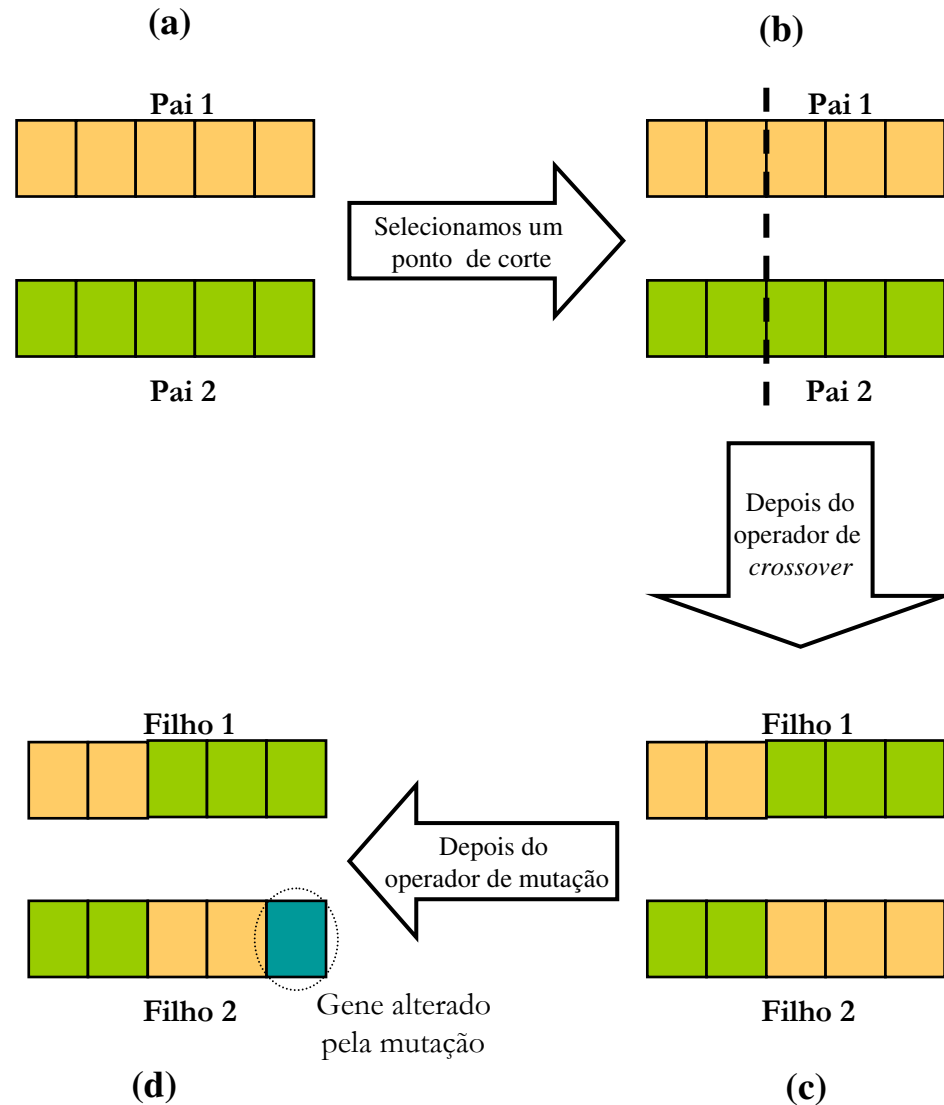 (a)
(b)
Pai 1
Pai 1
Selecionamos um
ponto de corte
Pai 2
Pai 2
Depois do
operador de
crossover
Filho 1
Filho 1
Depois do
operador de mutação
Filho 2
Gene alterado
pela mutação
Filho 2
(d)
(c)